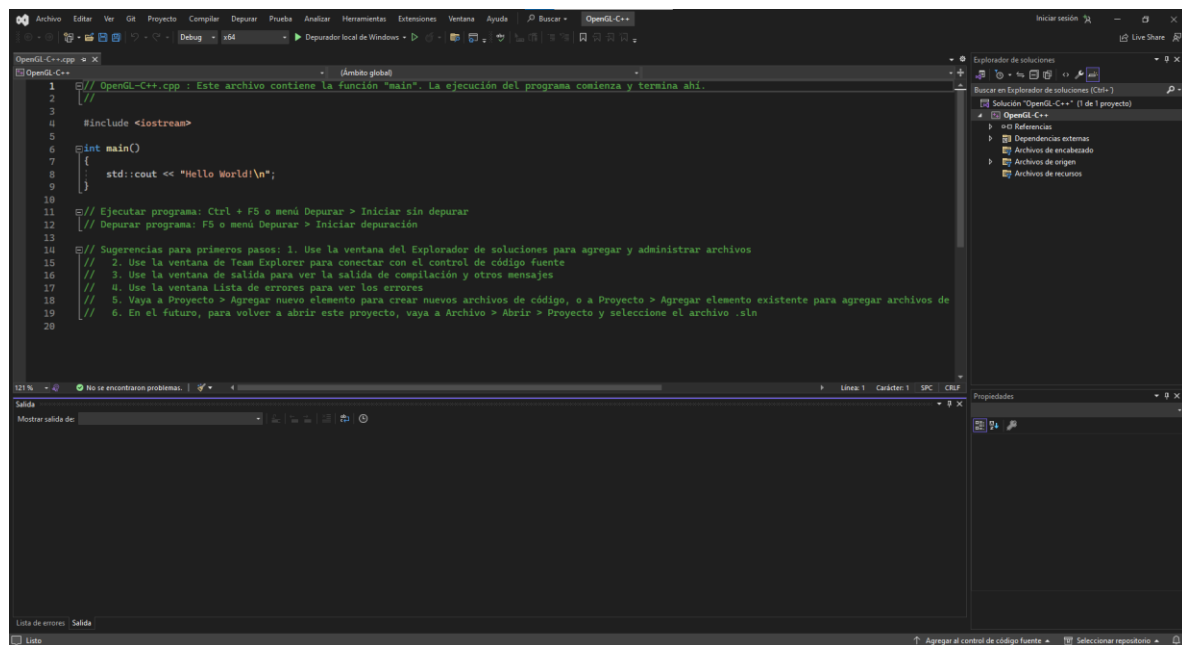 Archivo Editar Ver Git Proyecto Compilar Depurar Prueba Analizar Herramientas Extensiones Ventana Ayuda Buscar OpenGL-C++ Iniciar sesión
Debug x64 Depurador local de Windows Live Share
OpenGL-C++.cpp
OpenGL-C++ (Ámbito global)
1 // OpenGL-C++.cpp : Este archivo contiene la función "main". La ejecución del programa comienza y termina ahí.
2 //
3
4 #include <iostream>
5
6 int main()
7 {
8 std::cout << "Hello World!\n";
9 }
10
11 // Ejecutar programa: Ctrl + F5 o menú Depurar > Iniciar sin depurar
12 // Depurar programa: F5 o menú Depurar > Iniciar depuración
13
14 // Sugerencias para primeros pasos: 1. Use la ventana del Explorador de soluciones para agregar y administrar archivos
15 // 2. Use la ventana de Team Explorer para conectar con el control de código fuente
16 // 3. Use la ventana de salida para ver la salida de compilación y otros mensajes
17 // 4. Use la ventana Lista de errores para ver los errores
18 // 5. Vaya a Proyecto > Agregar nuevo elemento para crear nuevos archivos de código, o a Proyecto > Agregar elemento existente para agregar archivos de
19 // 6. En el futuro, para volver a abrir este proyecto, vaya a Archivo > Abrir > Proyecto y seleccione el archivo .sln
20
121 % No se encontraron problemas. Línea: 1 Carácter: 1 SPC CRLF
Explorador de soluciones
Buscar en Explorador de soluciones (Ctrl+´)
Solución "OpenGL-C++" (1 de 1 proyecto)
OpenGL-C++
Referencias
Dependencias externas
Archivos de encabezado
Archivos de origen
Archivos de recursos
Salida
Mostrar salida de:
Propiedades
Lista de errores Salida
Listo Agregar al control de código fuente Seleccionar repositorio